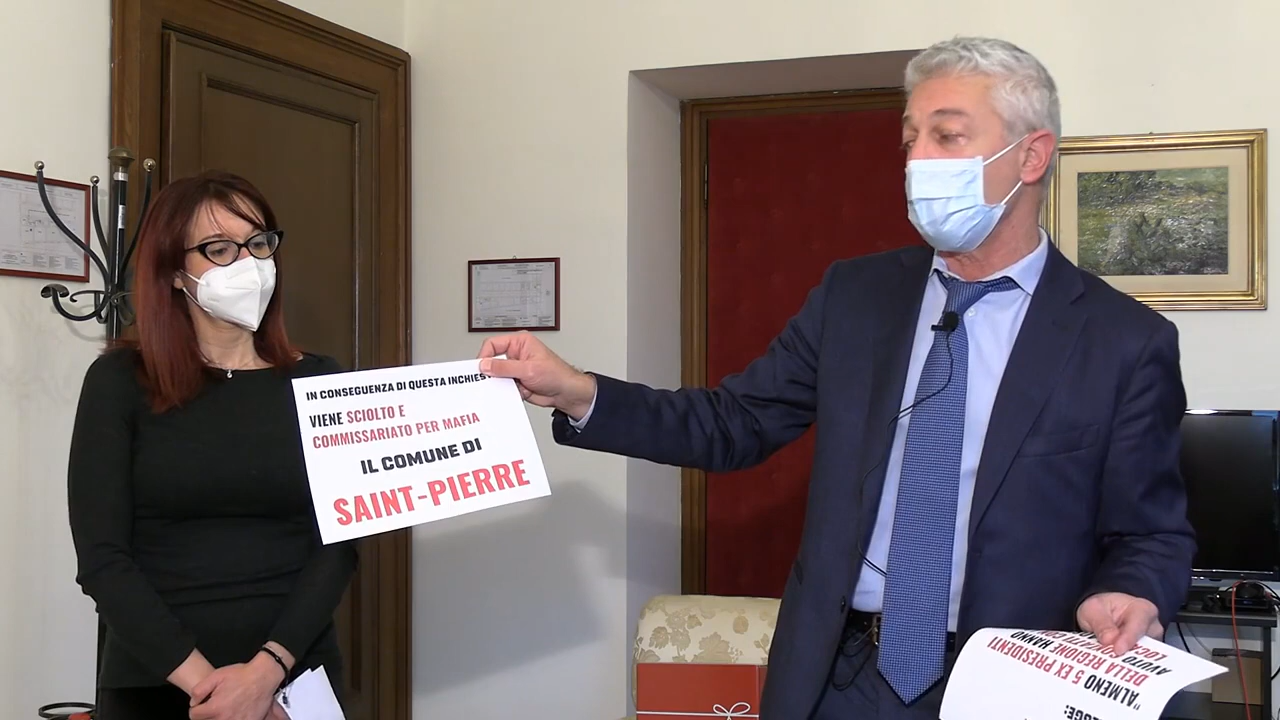 IN CONSEGUENZA DI QUESTA INCHIES
VIENE SCIOLTO E
COMMISSARIATO PER MAFIA
IL COMUNE DI
SAINT-PIERRE
GGE:
"ALMENO 5 EX PRESIDENTI
DELLA REGIONE HANNO
AVUTO